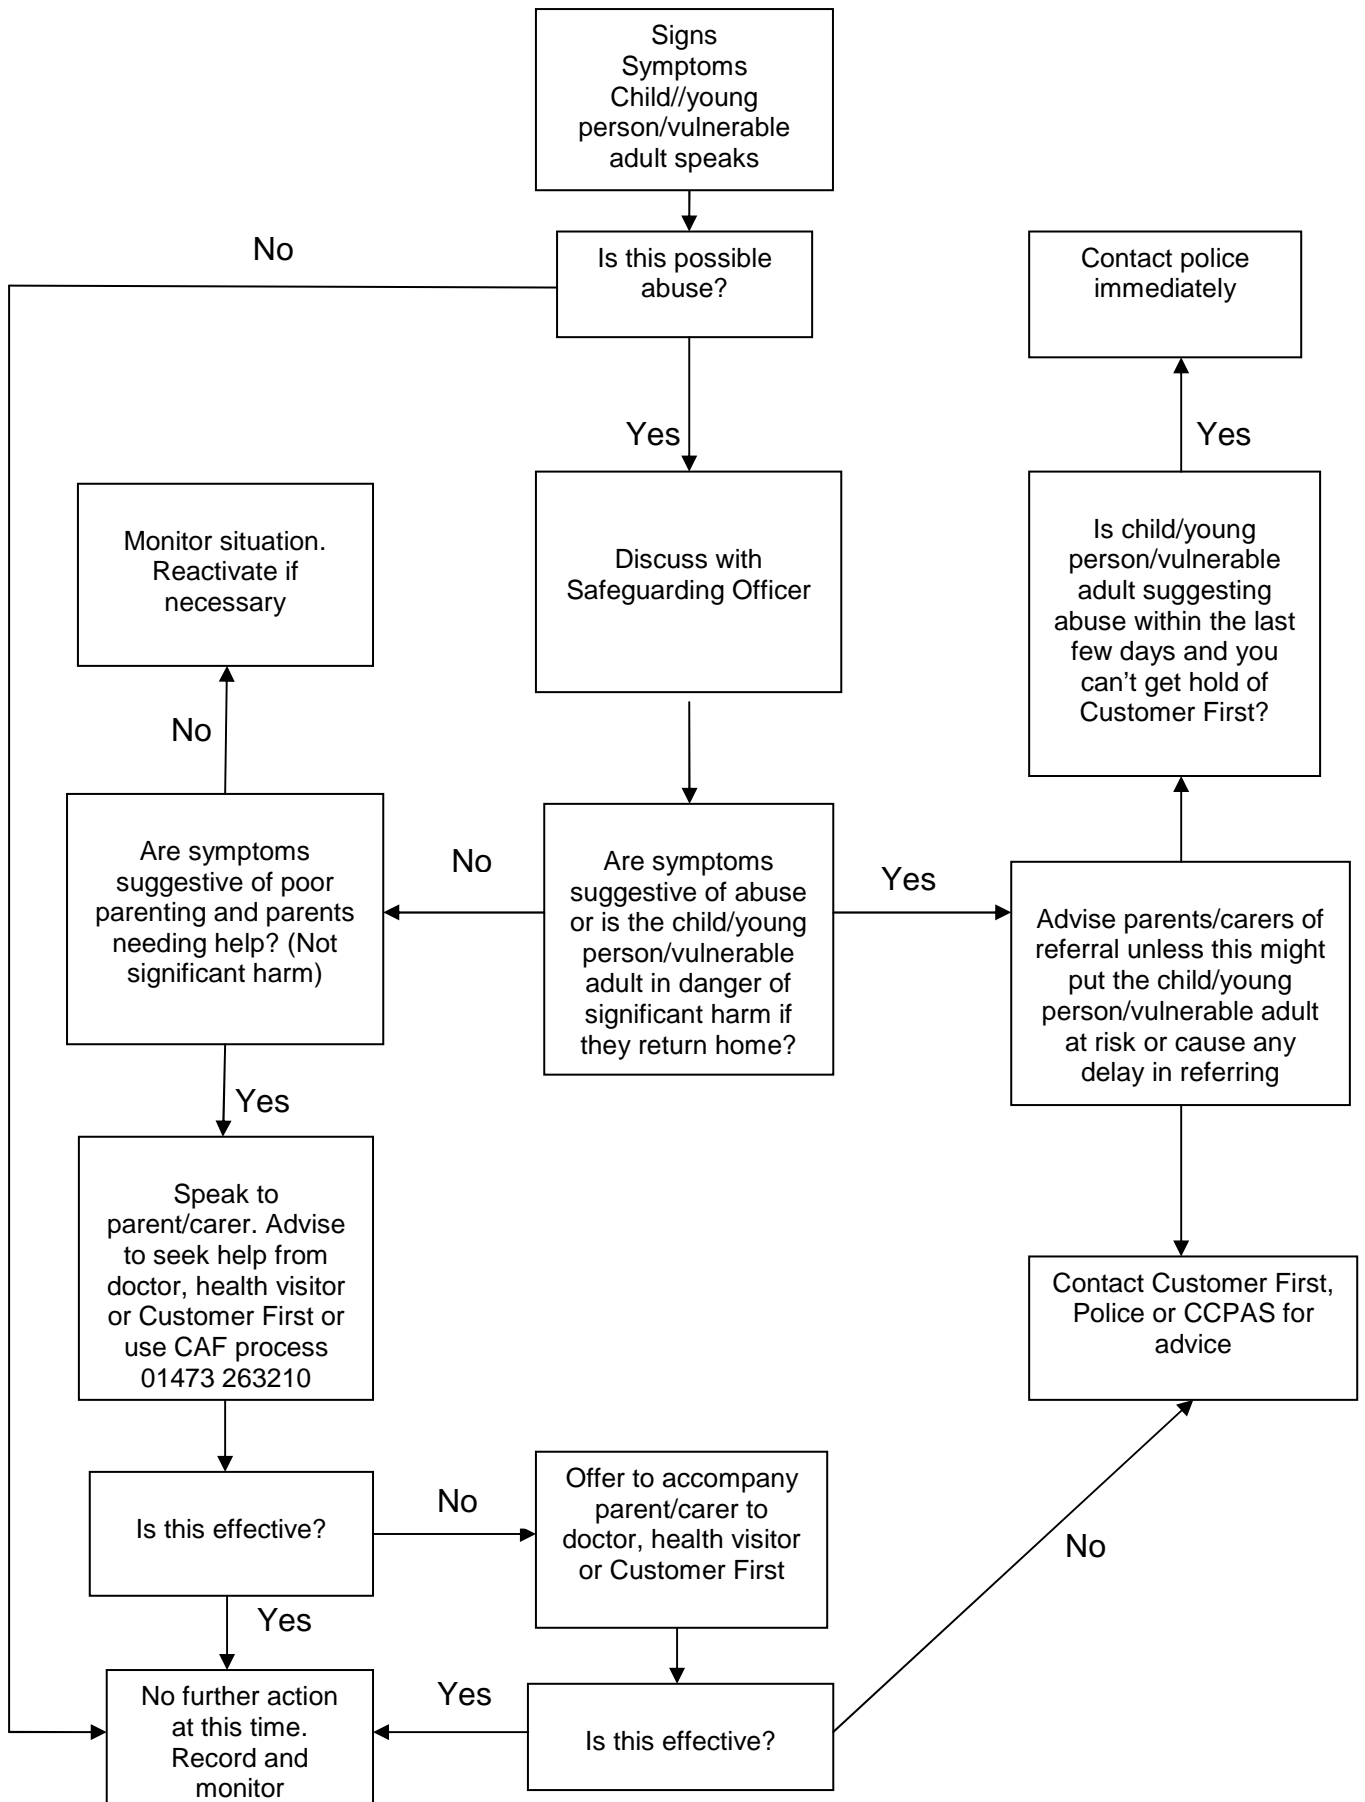 Signs
Symptoms
Child//young
person/vulnerable
adult speaks
No
Is this possible
abuse?
Contact police
immediately
Yes
Yes
Monitor situation.
Reactivate if
necessary
Discuss with
Safeguarding Officer
Is child/young
person/vulnerable
adult suggesting
abuse within the last
few days and you
can’t get hold of
Customer First?
No
Are symptoms
suggestive of poor
parenting and parents
needing help? (Not
significant harm)
No
Are symptoms
suggestive of abuse
or is the child/young
person/vulnerable
adult in danger of
significant harm if
they return home?
Yes
Advise parents/carers of
referral unless this might
put the child/young
person/vulnerable adult
at risk or cause any
delay in referring
Yes
Speak to
parent/carer. Advise
to seek help from
doctor, health visitor
or Customer First or
use CAF process
01473 263210
Contact Customer First,
Police or CCPAS for
advice
Is this effective?
No
Offer to accompany
parent/carer to
doctor, health visitor
or Customer First
No
Yes
No further action
at this time.
Record and
monitor
Yes
Is this effective?